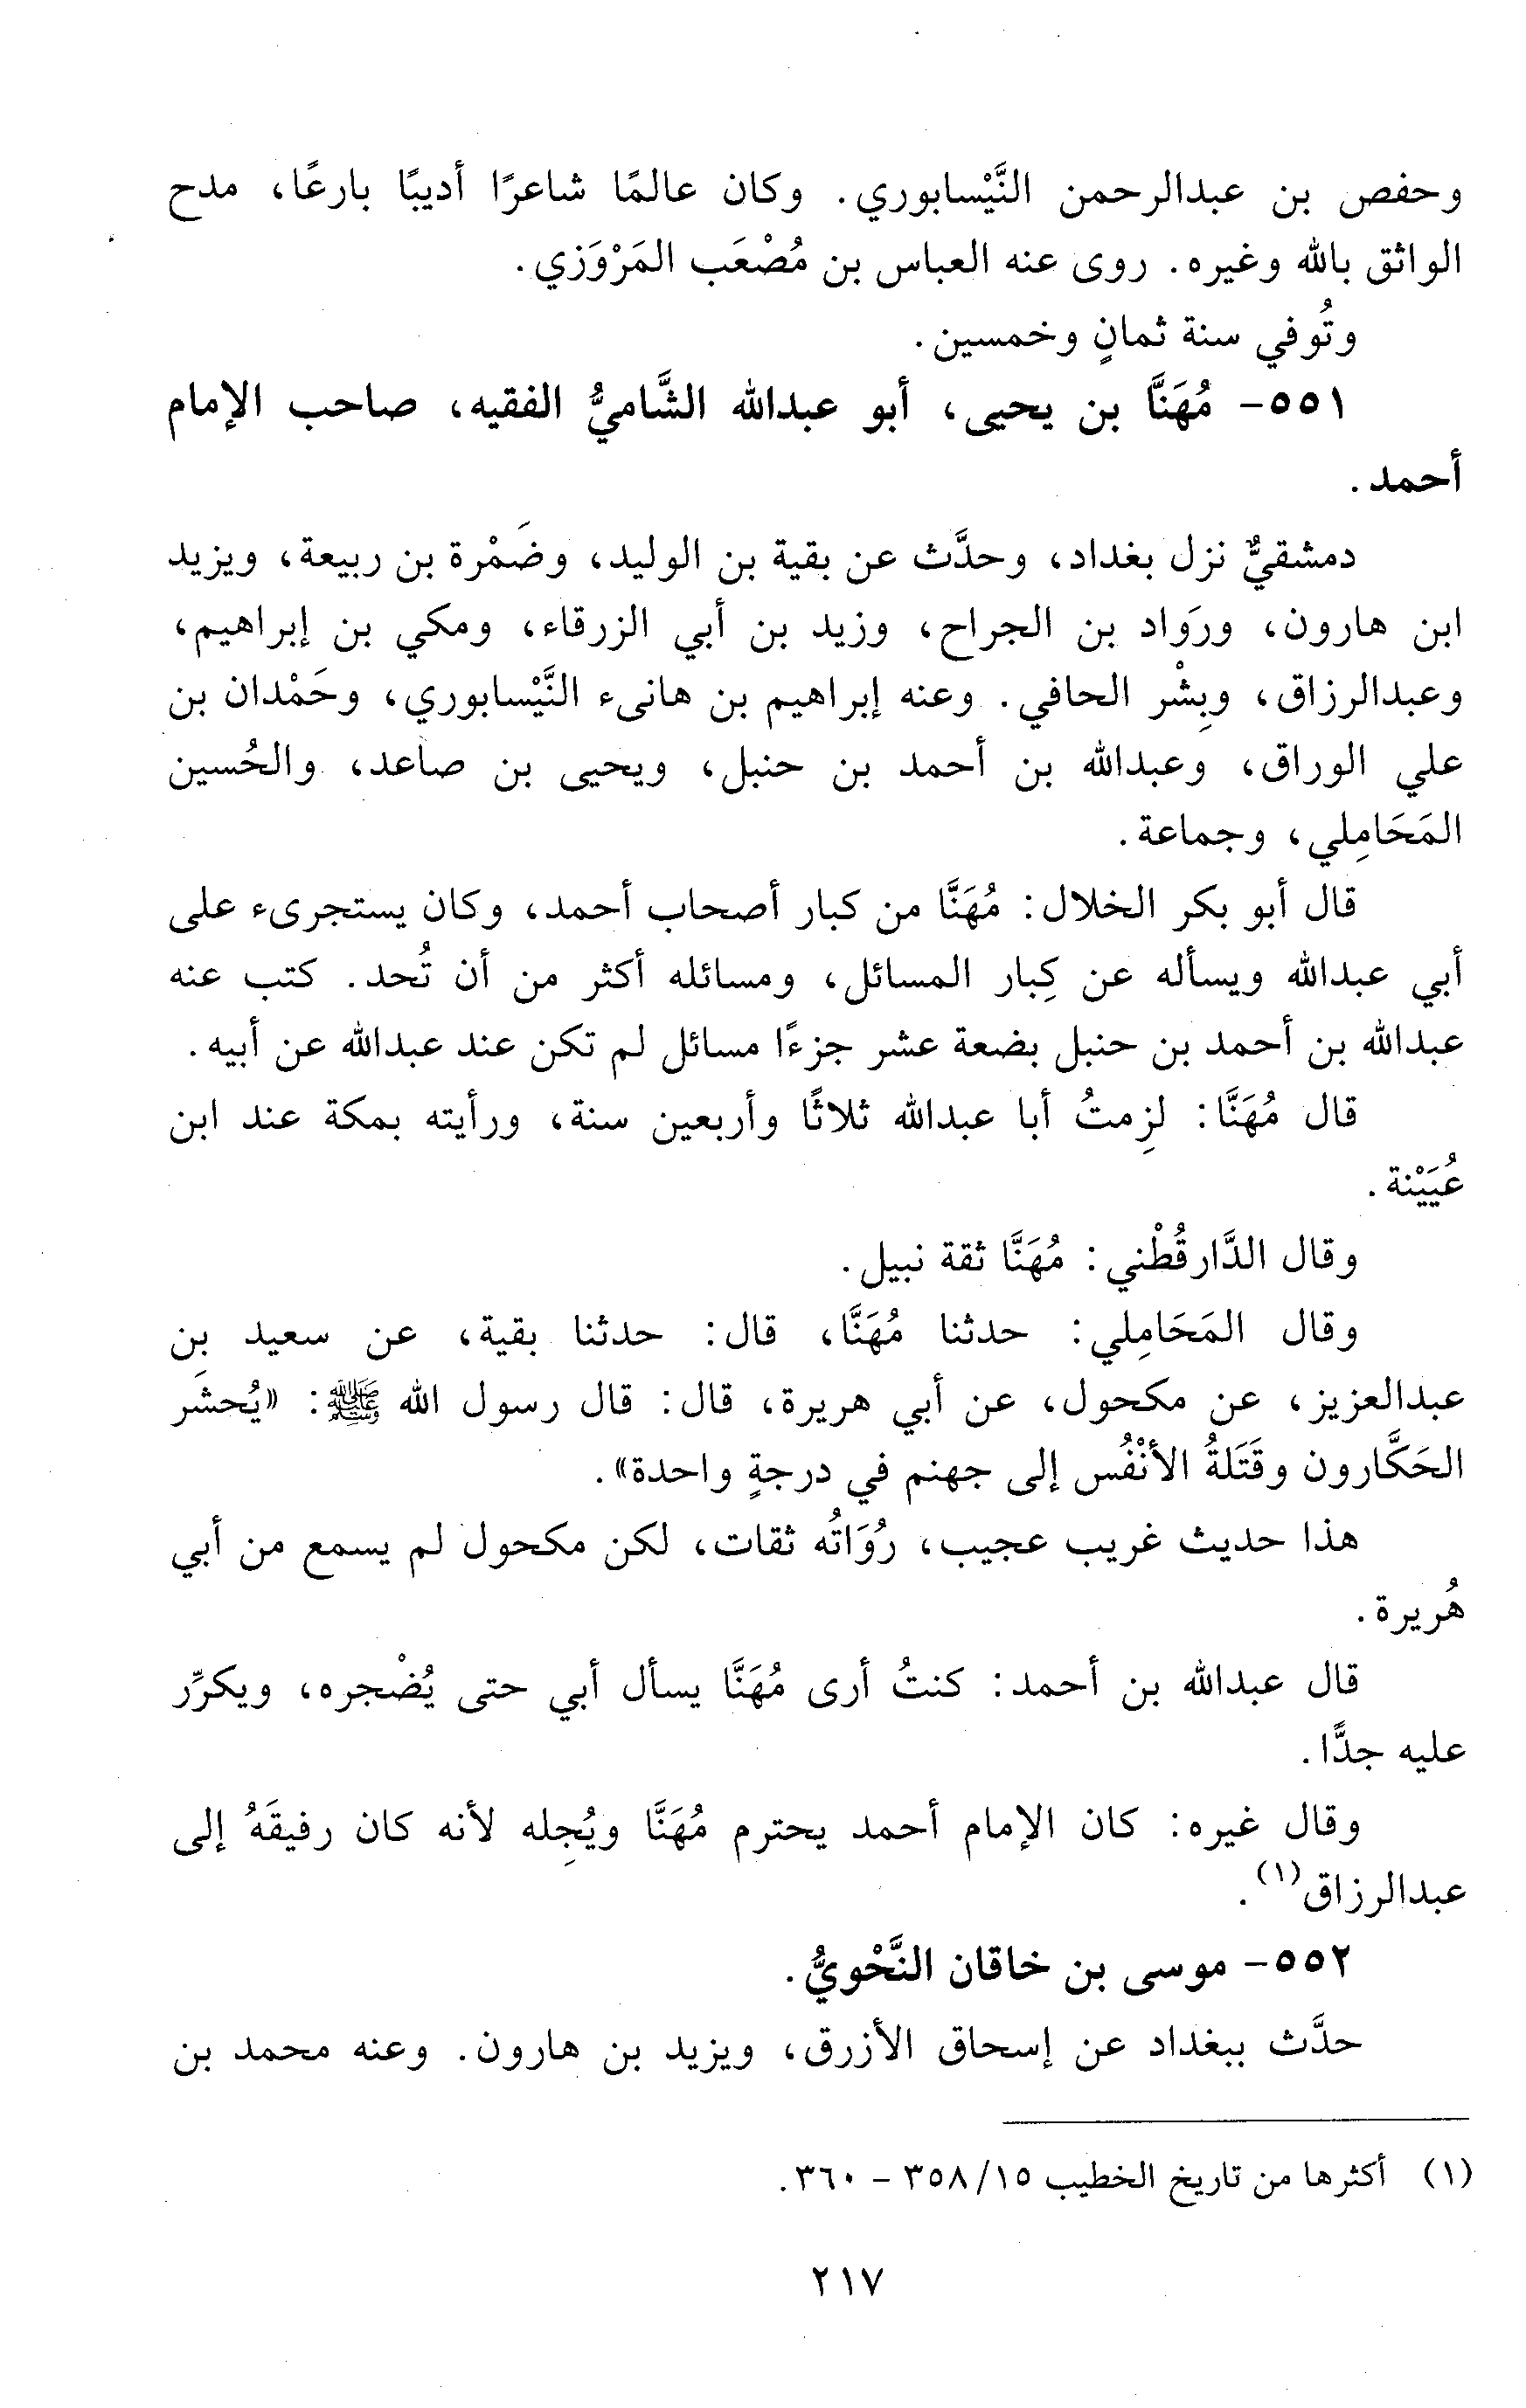 وحفص بن عبدالرحمن النَّيْسابوري. وكان عالمًا شاعرًا أديبًا بارعًا، مدح
الواثق بالله وغيره. روى عنه العباس بن مُصْعَب المَرْوَزي.
وتُوفي سنة ثمانٍ وخمسين.
٥٥١- مُهَنَّا بن يحيى، أبو عبدالله الشَّاميُّ الفقيه، صاحب الإمام
أحمد.
دمشقيٌّ نزل بغداد، وحدَّث عن بقية بن الوليد، وضَمْرة بن ربيعة، ويزيد
ابن هارون، ورَواد بن الجراح، وزيد بن أبي الزرقاء، ومكي بن إبراهيم،
وعبدالرزاق، وبِشْر الحافي. وعنه إبراهيم بن هانىء النَّيْسابوري، وحَمْدان بن
علي الوراق، وعبدالله بن أحمد بن حنبل، ويحيى بن صاعد، والحُسين
المَحَامِلي، وجماعة.
قال أبو بكر الخلال: مُهَنَّا من كبار أصحاب أحمد، وكان يستجرىء على
أبي عبدالله ويسأله عن كِبار المسائل، ومسائله أكثر من أن تُحد. كتب عنه
عبدالله بن أحمد بن حنبل بضعة عشر جزءًا مسائل لم تكن عند عبدالله عن أبيه.
قال مُهَنَّا: لزِمتُ أبا عبدالله ثلاثًا وأربعين سنة، ورأيته بمكة عند ابن
عُيَيْنة.
وقال الدَّارقُطْني: مُهَنَّا ثقة نبيل.
وقال المَحَامِلي: حدثنا مُهَنَّا، قال: حدثنا بقية، عن سعيد بن
عبدالعزيز، عن مكحول، عن أبي هريرة، قال: قال رسول الله ﷺ: «يُحشَر
الحَكَّارون وقَتَلةُ الأنْفُس إلى جهنم في درجةٍ واحدة».
هذا حديث غريب عجيب، رُوَاتُه ثقات، لكن مكحول لم يسمع من أبي
هُريرة.
قال عبدالله بن أحمد: كنتُ أرى مُهَنَّا يسأل أبي حتى يُضْجره، ويكرِّر
عليه جدًّا.
وقال غيره: كان الإمام أحمد يحترم مُهَنَّا ويُجِله لأنه كان رفيقَهُ إلى
عبدالرزاق(١).
٥٥٢- موسى بن خاقان النَّحْويُّ.
حدَّث ببغداد عن إسحاق الأزرق، ويزيد بن هارون. وعنه محمد بن
(١) أكثرها من تاريخ الخطيب ١٥/ ٣٥٨ - ٣٦٠.
٢١٧